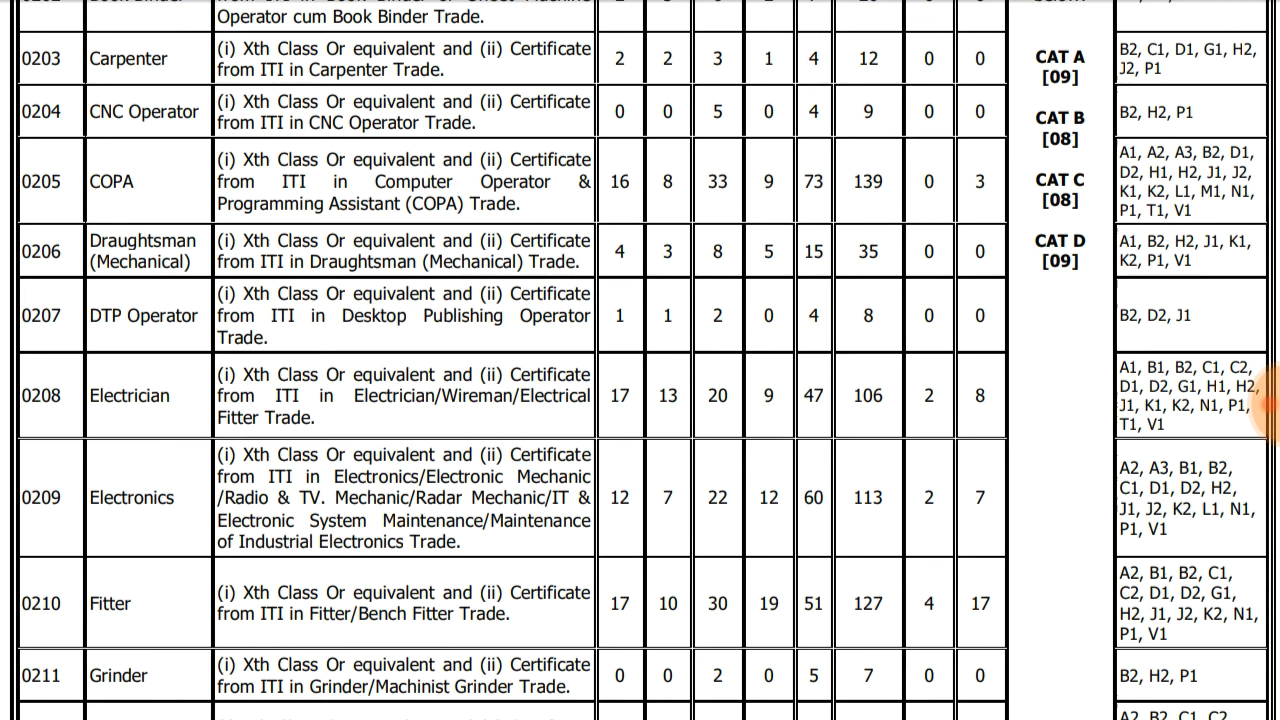 Operator cum Book Binder Trade.
0203 Carpenter (i) Xth Class Or equivalent and (ii) Certificate from ITI in Carpenter Trade. 2 2 3 1 4 12 0 0 B2, C1, D1, G1, H2, J2, P1
CAT A
[09]
0204 CNC Operator (i) Xth Class Or equivalent and (ii) Certificate from ITI in CNC Operator Trade. 0 0 5 0 4 9 0 0 B2, H2, P1
CAT B
[08]
0205 COPA (i) Xth Class Or equivalent and (ii) Certificate from ITI in Computer Operator & Programming Assistant (COPA) Trade. 16 8 33 9 73 139 0 3 A1, A2, A3, B2, D1, D2, H1, H2, J1, J2, K1, K2, L1, M1, N1, P1, T1, V1
CAT C
[08]
0206 Draughtsman (Mechanical) (i) Xth Class Or equivalent and (ii) Certificate from ITI in Draughtsman (Mechanical) Trade. 4 3 8 5 15 35 0 0 A1, B2, H2, J1, K1, K2, P1, V1
CAT D
[09]
0207 DTP Operator (i) Xth Class Or equivalent and (ii) Certificate from ITI in Desktop Publishing Operator Trade. 1 1 2 0 4 8 0 0 B2, D2, J1
0208 Electrician (i) Xth Class Or equivalent and (ii) Certificate from ITI in Electrician/Wireman/Electrical Fitter Trade. 17 13 20 9 47 106 2 8 A1, B1, B2, C1, C2, D1, D2, G1, H1, H2, J1, K1, K2, N1, P1, T1, V1
0209 Electronics (i) Xth Class Or equivalent and (ii) Certificate from ITI in Electronics/Electronic Mechanic /Radio & TV. Mechanic/Radar Mechanic/IT & Electronic System Maintenance/Maintenance of Industrial Electronics Trade. 12 7 22 12 60 113 2 7 A2, A3, B1, B2, C1, D1, D2, H2, J1, J2, K2, L1, N1, P1, V1
0210 Fitter (i) Xth Class Or equivalent and (ii) Certificate from ITI in Fitter/Bench Fitter Trade. 17 10 30 19 51 127 4 17 A2, B1, B2, C1, C2, D1, D2, G1, H2, J1, J2, K2, N1, P1, V1
0211 Grinder (i) Xth Class Or equivalent and (ii) Certificate from ITI in Grinder/Machinist Grinder Trade. 0 0 2 0 5 7 0 0 B2, H2, P1
A2, B2, C1, C2